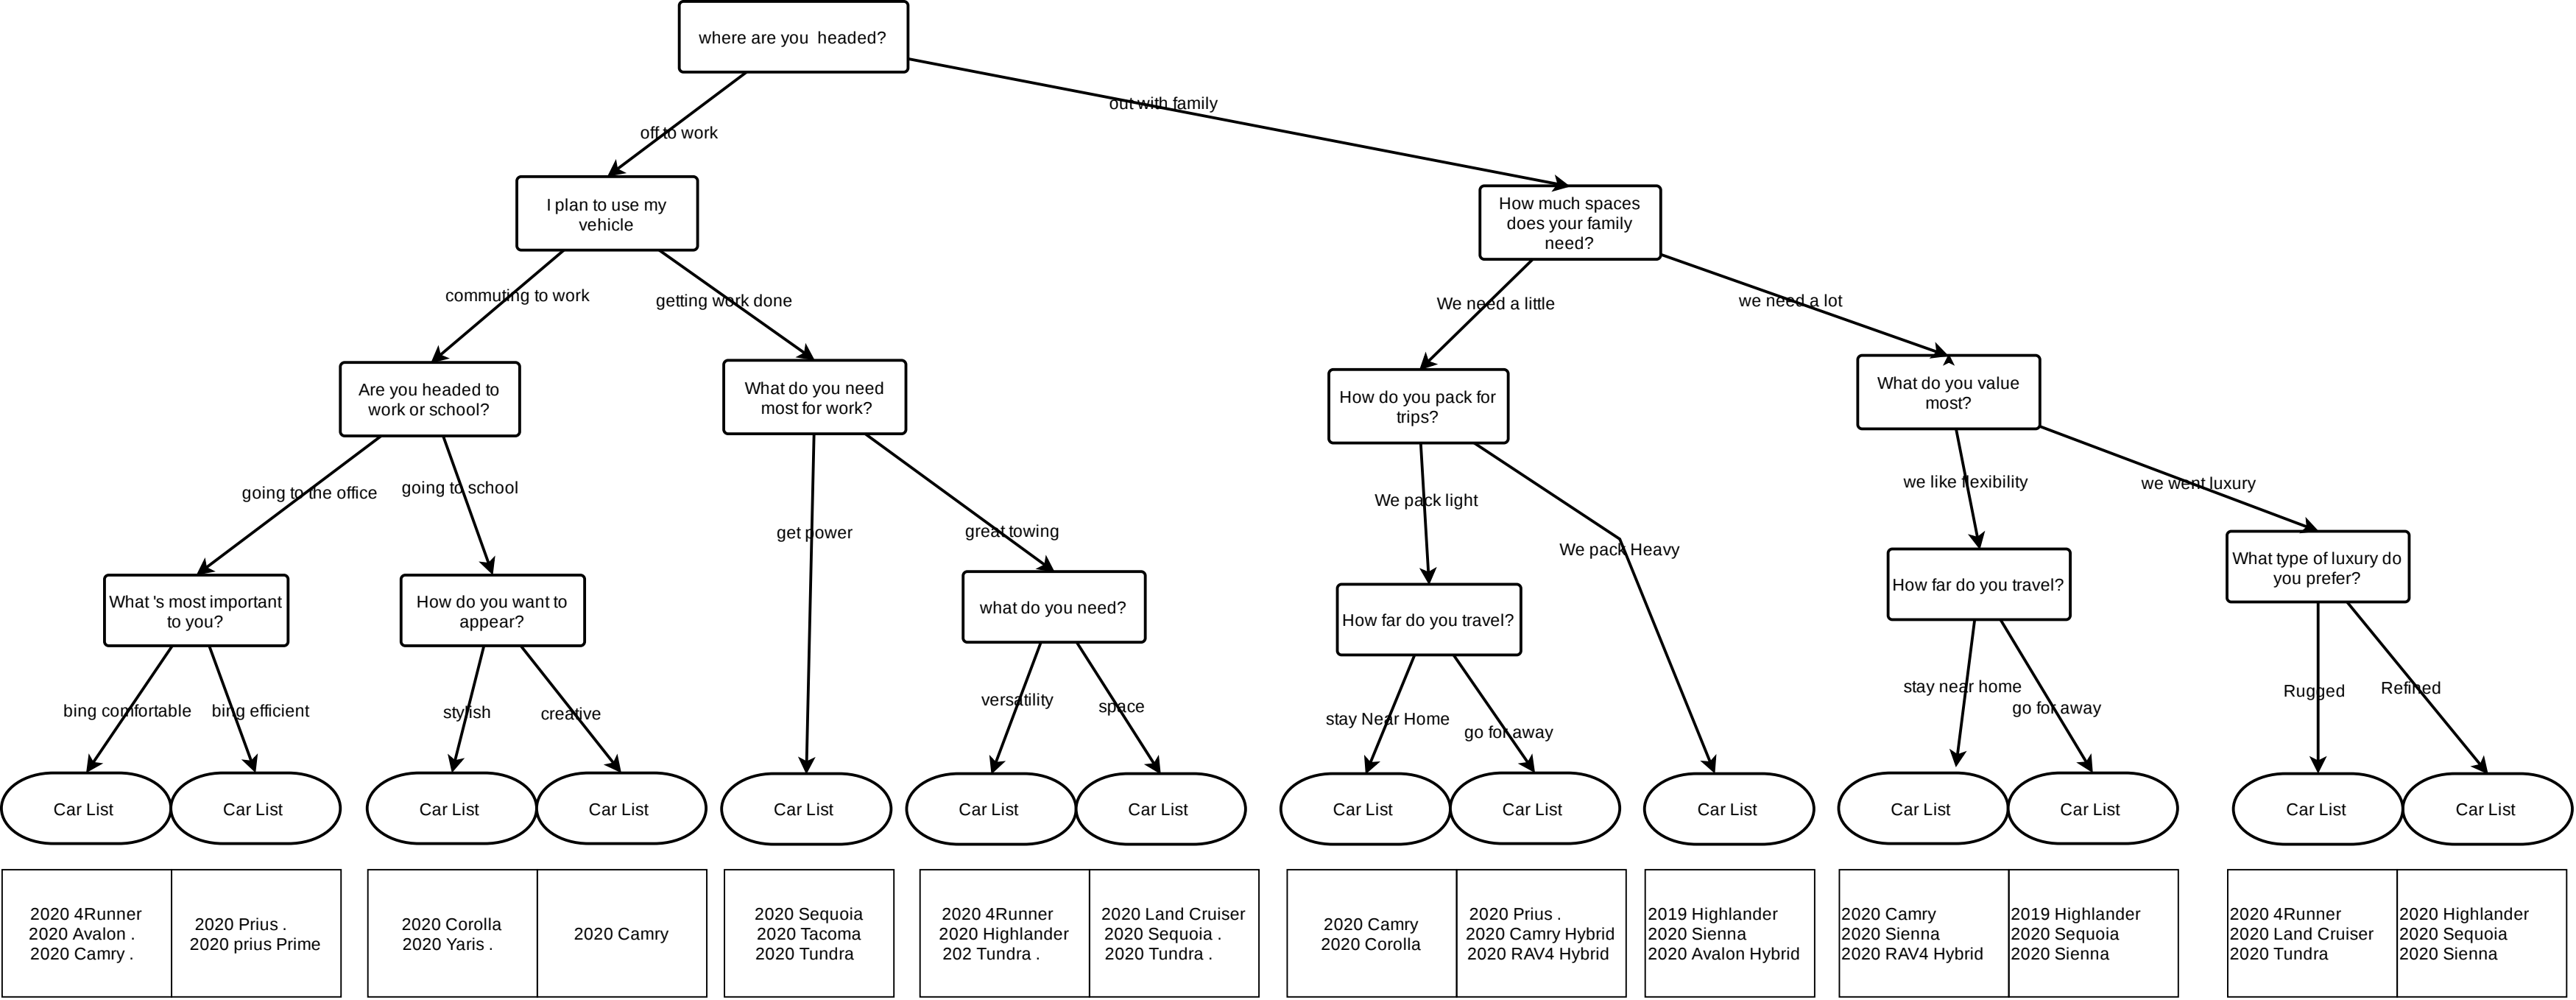 where are you  headed?
out with family
off to work
I plan to use my
vehicle
How much spaces
does your family
need?
commuting to work
getting work done
We need a little
we need a lot
Are you headed to
work or school?
What do you need
most for work?
How do you pack for
trips?
What do you value
most?
going to the office
going to school
get power
great towing
We pack light
We pack Heavy
we like flexibility
we went luxury
What 's most important
to you?
How do you want to
appear?
what do you need?
How far do you travel?
How far do you travel?
What type of luxury do
you prefer?
bing comfortable
bing efficient
stylish
creative
versatility
space
stay Near Home
go for away
stay near home
go for away
Rugged
Refined
Car List
Car List
Car List
Car List
Car List
Car List
Car List
Car List
Car List
Car List
Car List
Car List
Car List
Car List
2020 4Runner
2020 Avalon .
2020 Camry .
2020 Prius .
2020 prius Prime
2020 Corolla
2020 Yaris .
2020 Camry
2020 Sequoia
2020 Tacoma
2020 Tundra
2020 4Runner
2020 Highlander
202 Tundra .
2020 Land Cruiser
2020 Sequoia .
2020 Tundra .
2020 Camry
2020 Corolla
2020 Prius .
2020 Camry Hybrid
2020 RAV4 Hybrid
2019 Highlander
2020 Sienna
2020 Avalon Hybrid
2020 Camry
2020 Sienna
2020 RAV4 Hybrid
2019 Highlander
2020 Sequoia
2020 Sienna
2020 4Runner
2020 Land Cruiser
2020 Tundra
2020 Highlander
2020 Sequoia
2020 Sienna